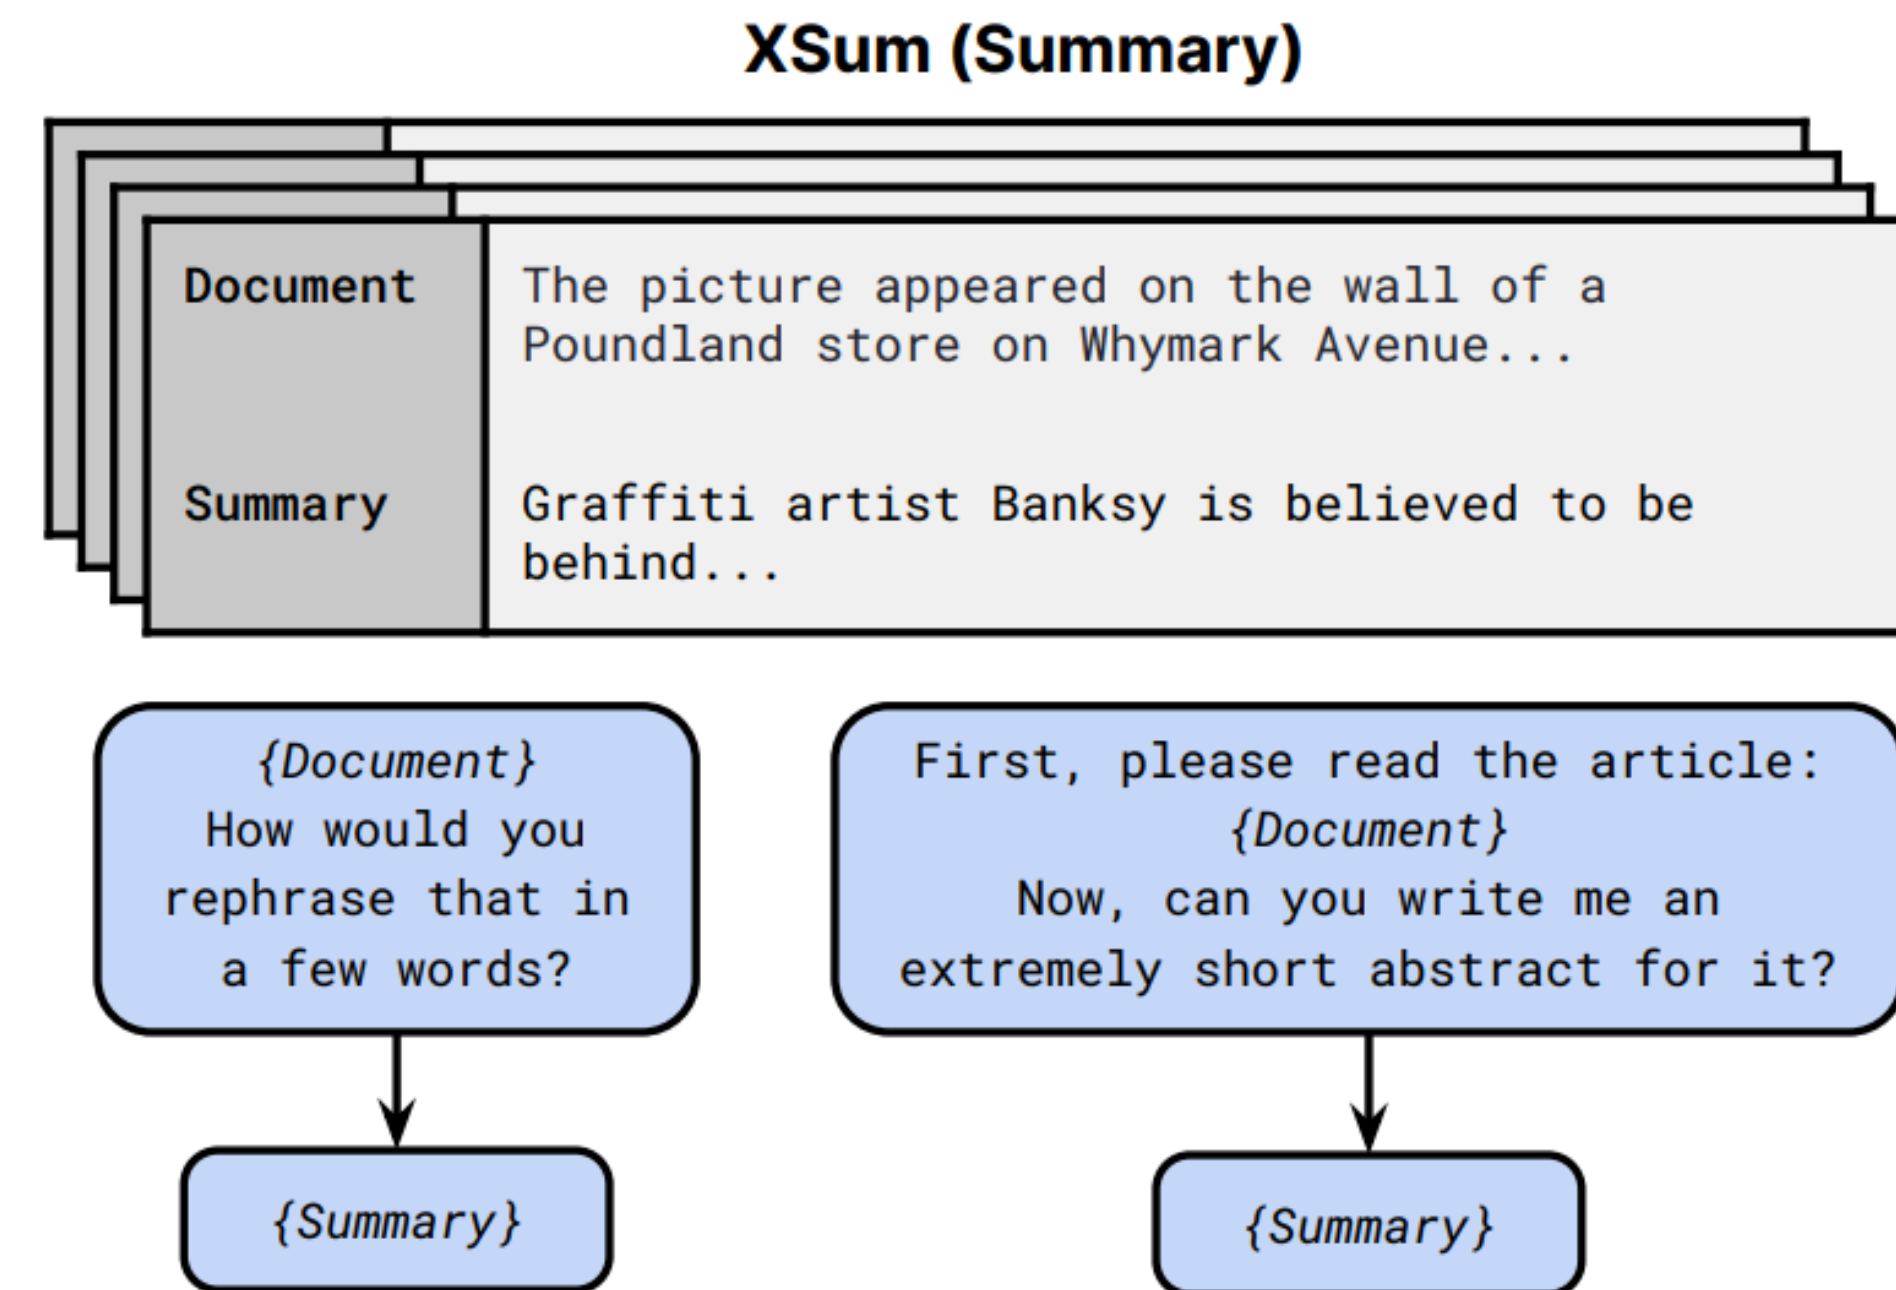 XSum (Summary)
Document
The picture appeared on the wall of a
Poundland store on Whymark Avenue...
Summary
Graffiti artist Banksy is believed to be
behind...
{Document}
How would you
rephrase that in
a few words?
{Summary}
First, please read the article:
{Document}
Now, can you write me an
extremely short abstract for it?
{Summary}